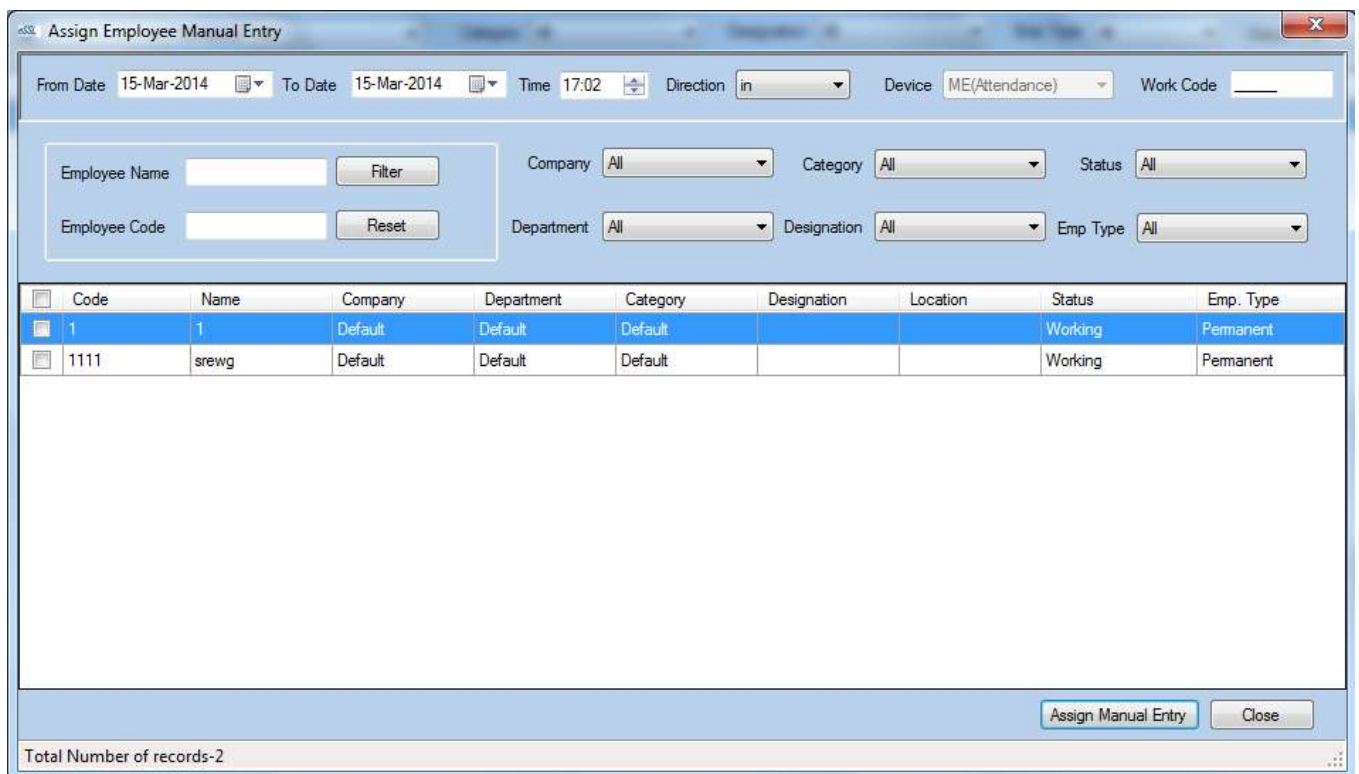 Assign Employee Manual Entry
From Date 15-Mar-2014 To Date 15-Mar-2014 Time 17:02 Direction in Device ME(Attendance) Work Code _____
Employee Name Filter Company All Category All Status All
Employee Code Reset Department All Designation All Emp Type All
Code Name Company Department Category Designation Location Status Emp. Type
1 1 Default Default Default Working Permanent
1111 srewg Default Default Default Working Permanent
Assign Manual Entry Close
Total Number of records-2